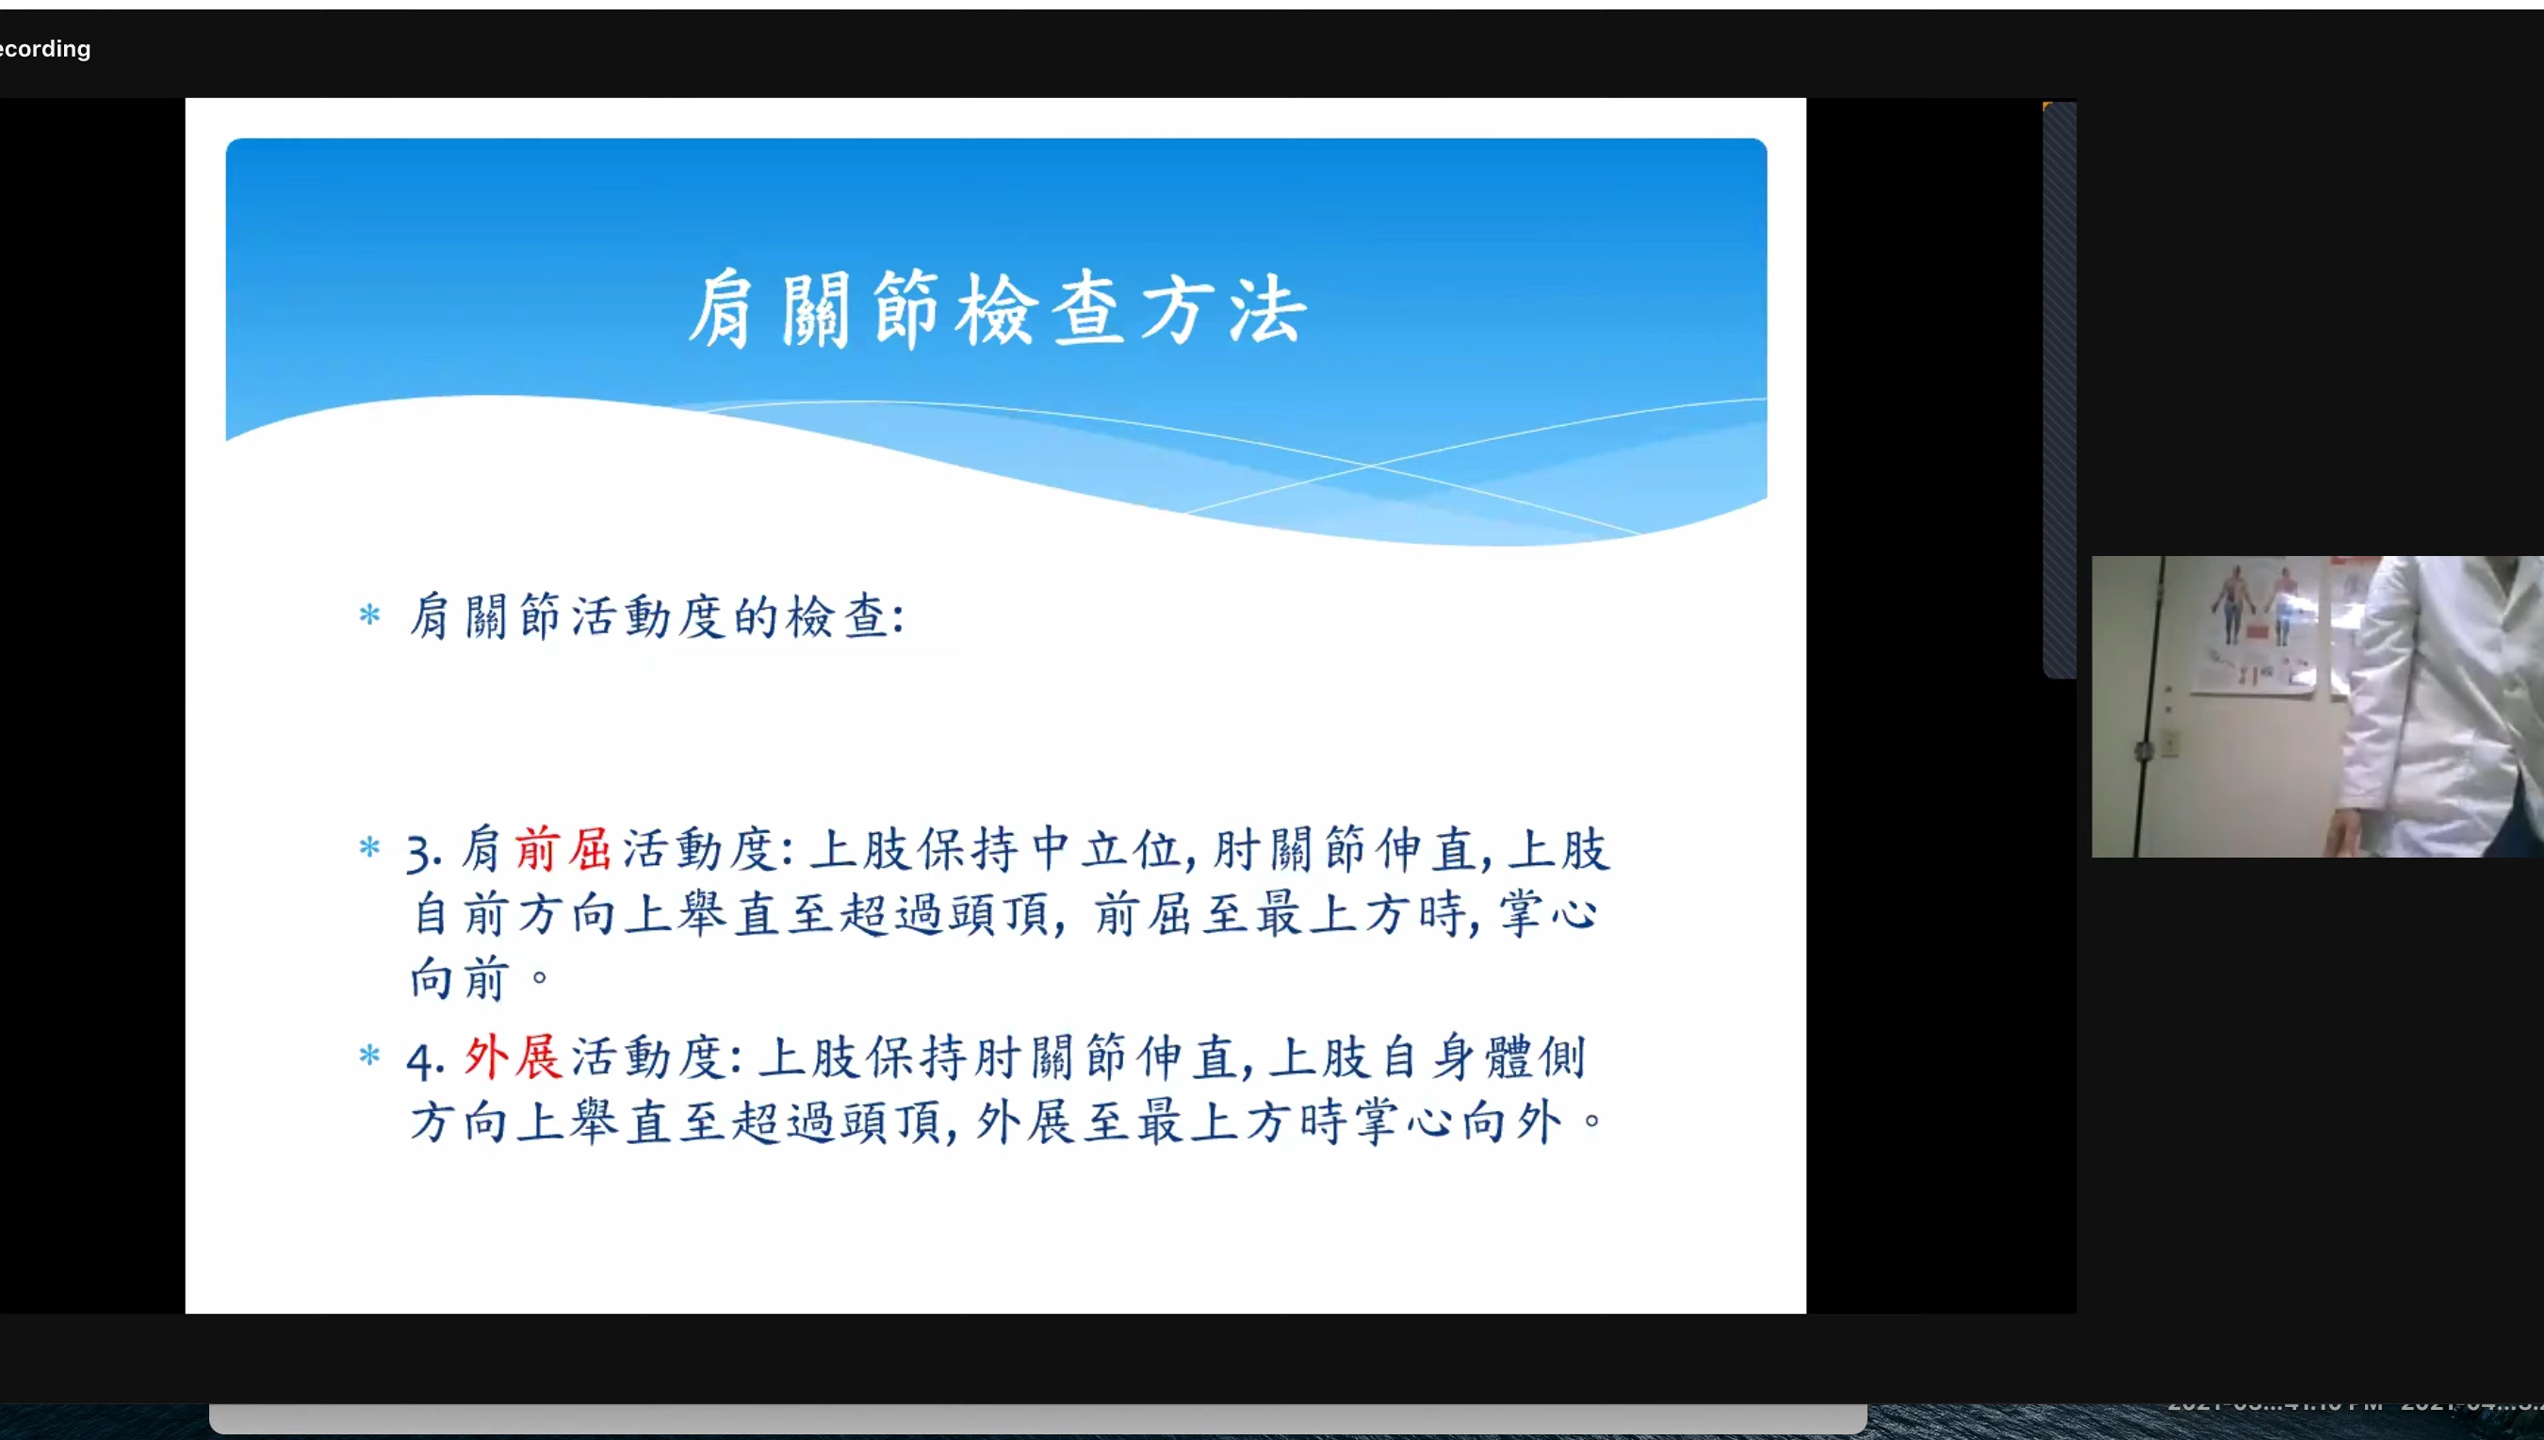 ecording
肩關節檢查方法
* 肩關節活動度的檢查:
* 3. 肩前屈活動度: 上肢保持中立位, 肘關節伸直, 上肢
自前方向上舉直至超過頭頂, 前屈至最上方時, 掌心
向前。
* 4. 外展活動度: 上肢保持肘關節伸直, 上肢自身體側
方向上舉直至超過頭頂, 外展至最上方時掌心向外。